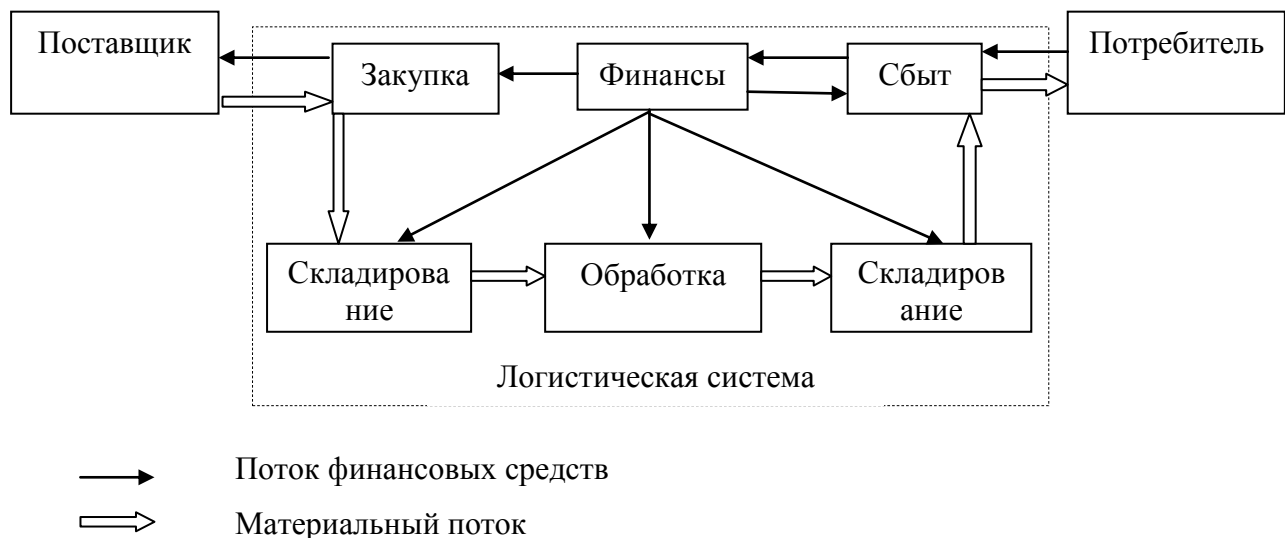 Поставщик
Закупка
Финансы
Сбыт
Потребитель
Складирова
ние
Обработка
Складиров
ание
Логистическая система
Поток финансовых средств
Материальный поток